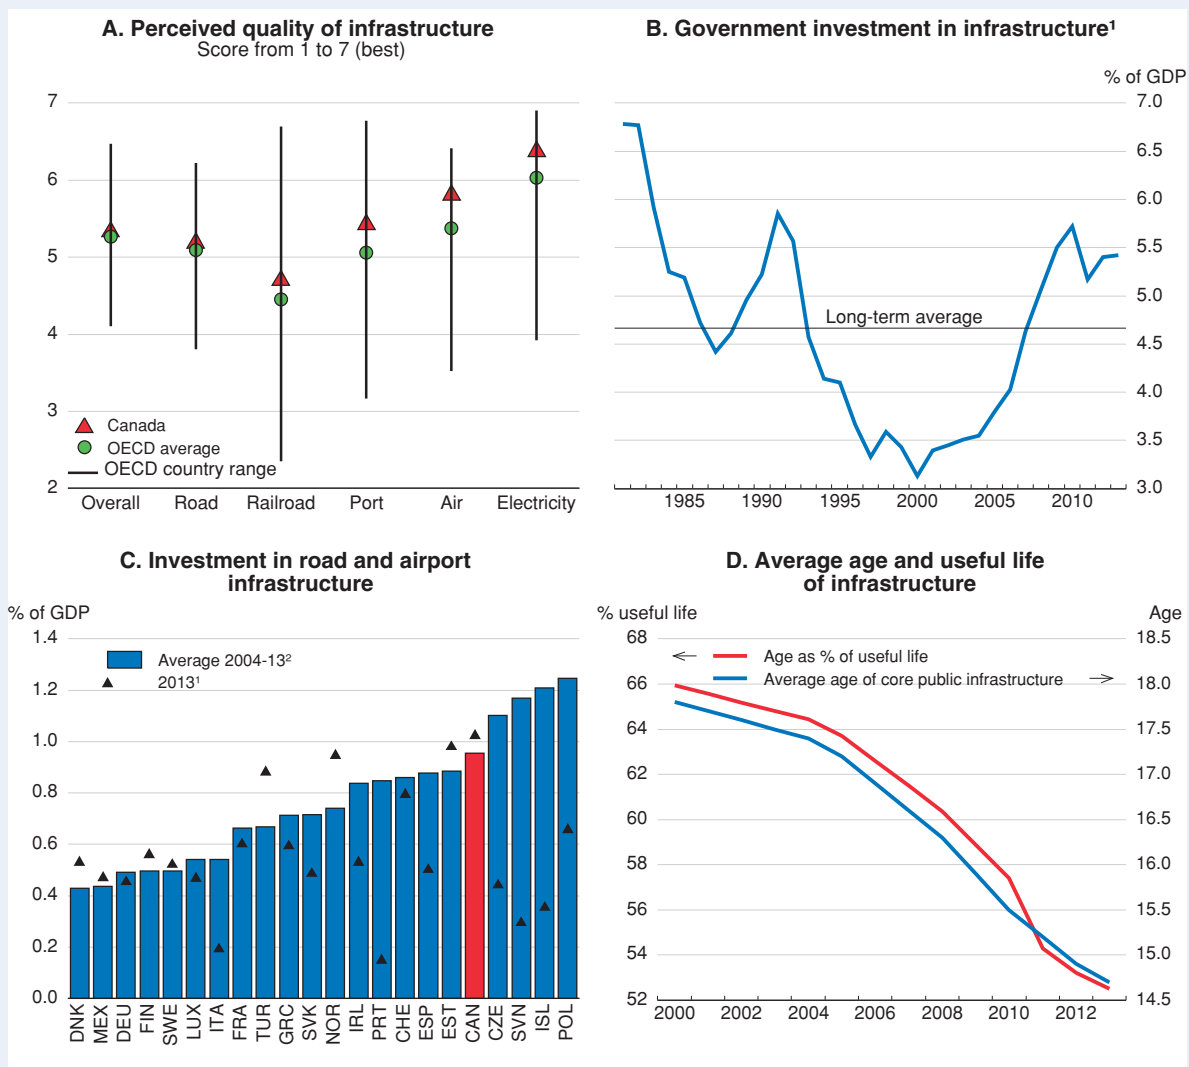 A. Perceived quality of infrastructure
Score from 1 to 7 (best)
7
6
5
4
3
2
Canada
OECD average
OECD country range
Overall Road Railroad Port Air Electricity
B. Government investment in infrastructure¹
% of GDP
7.0
6.5
6.0
5.5
5.0
4.5
4.0
3.5
3.0
Long-term average
1985 1990 1995 2000 2005 2010
C. Investment in road and airport
infrastructure
% of GDP
1.4
1.2
1.0
0.8
0.6
0.4
0.2
0.0
Average 2004-13²
2013¹
DNK MEX DEU FIN SWE LUX ITA FRA TUR GRC SVK NOR IRL PRT CHE ESP EST CAN CZE SVN ISL POL
D. Average age and useful life
of infrastructure
% useful life Age
68 18.5
66 18.0
64 17.5
62 17.0
60 16.5
58 16.0
56 15.5
54 15.0
52 14.5
Age as % of useful life
Average age of core public infrastructure
2000 2002 2004 2006 2008 2010 2012